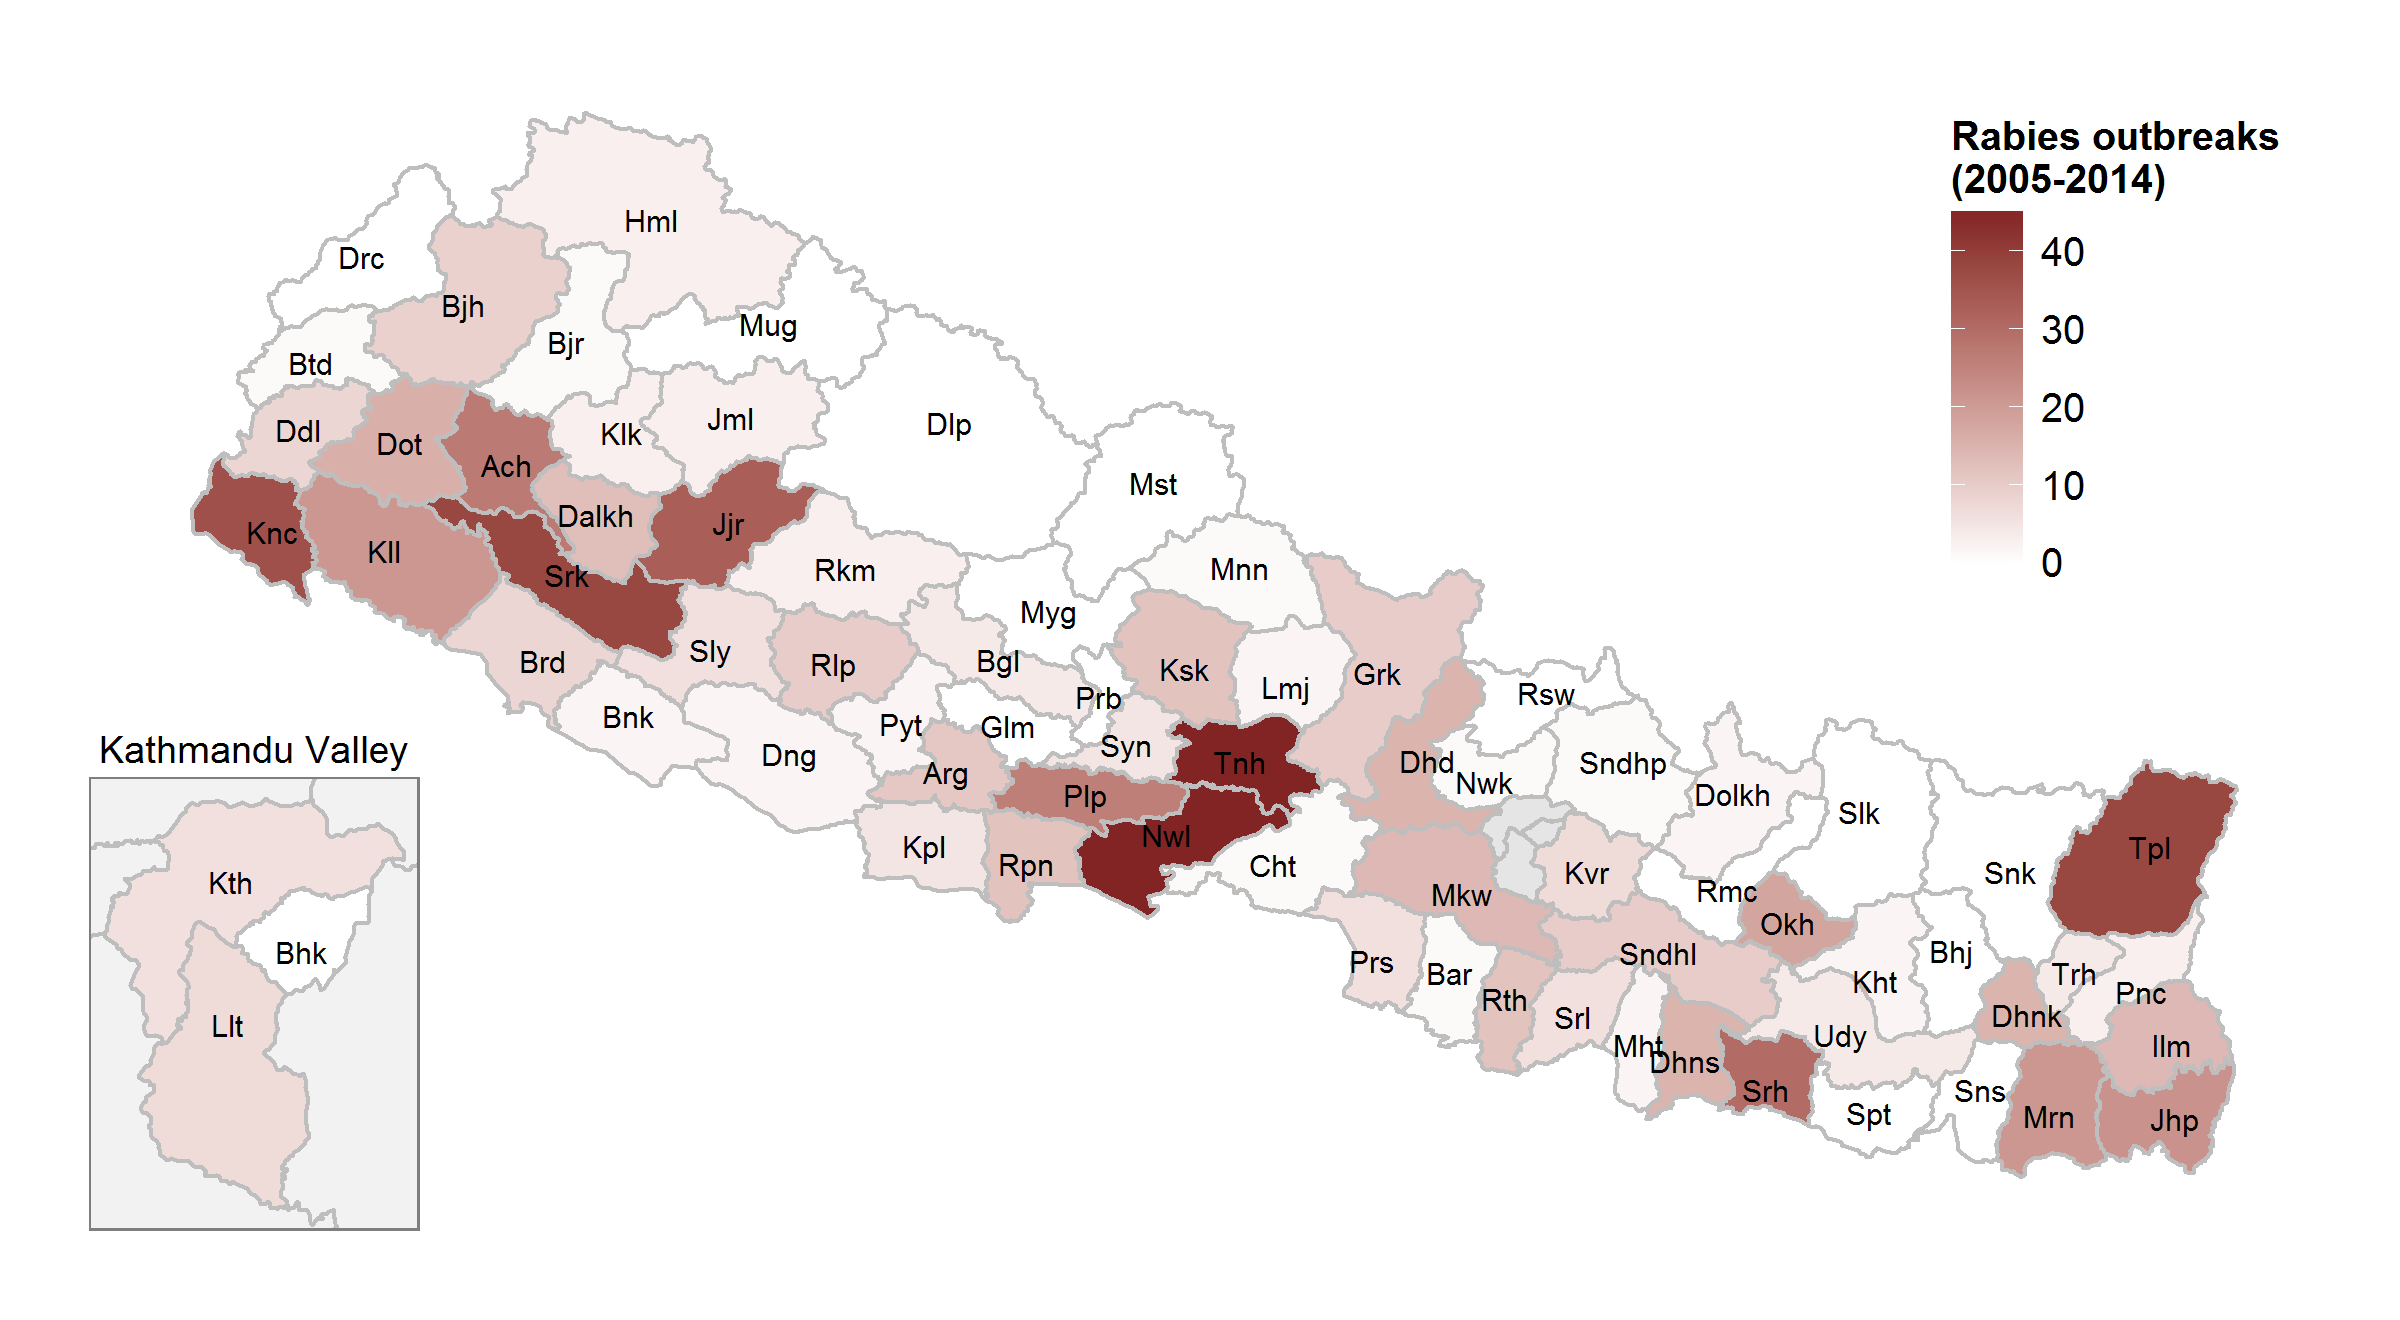 Rabies outbreaks
(2005-2014)
40
30
20
10
0
Hml
Drc
Bjh
Mug
Bjr
Btd
Ddl
Dot
Klk
Jml
Dlp
Ach
Mst
Knc
Kll
Dalkh
Jjr
Srk
Rkm
Mnn
Myg
Brd
Sly
Rlp
Bgl
Prb
Ksk
Lmj
Grk
Rsw
Bnk
Dng
Pyt
Glm
Syn
Tnh
Dhd
Nwk
Sndhp
Dolkh
Slk
Arg
Plp
Nwl
Kpl
Rpn
Cht
Mkw
Kvr
Rmc
Okh
Snk
Tpl
Prs
Bar
Rth
Sndhl
Srl
Mht
Dhns
Srh
Udy
Kht
Bhj
Trh
Pnc
Dhnk
Ilm
Spt
Sns
Mrn
Jhp
Kathmandu Valley
Kth
Bhk
Llt